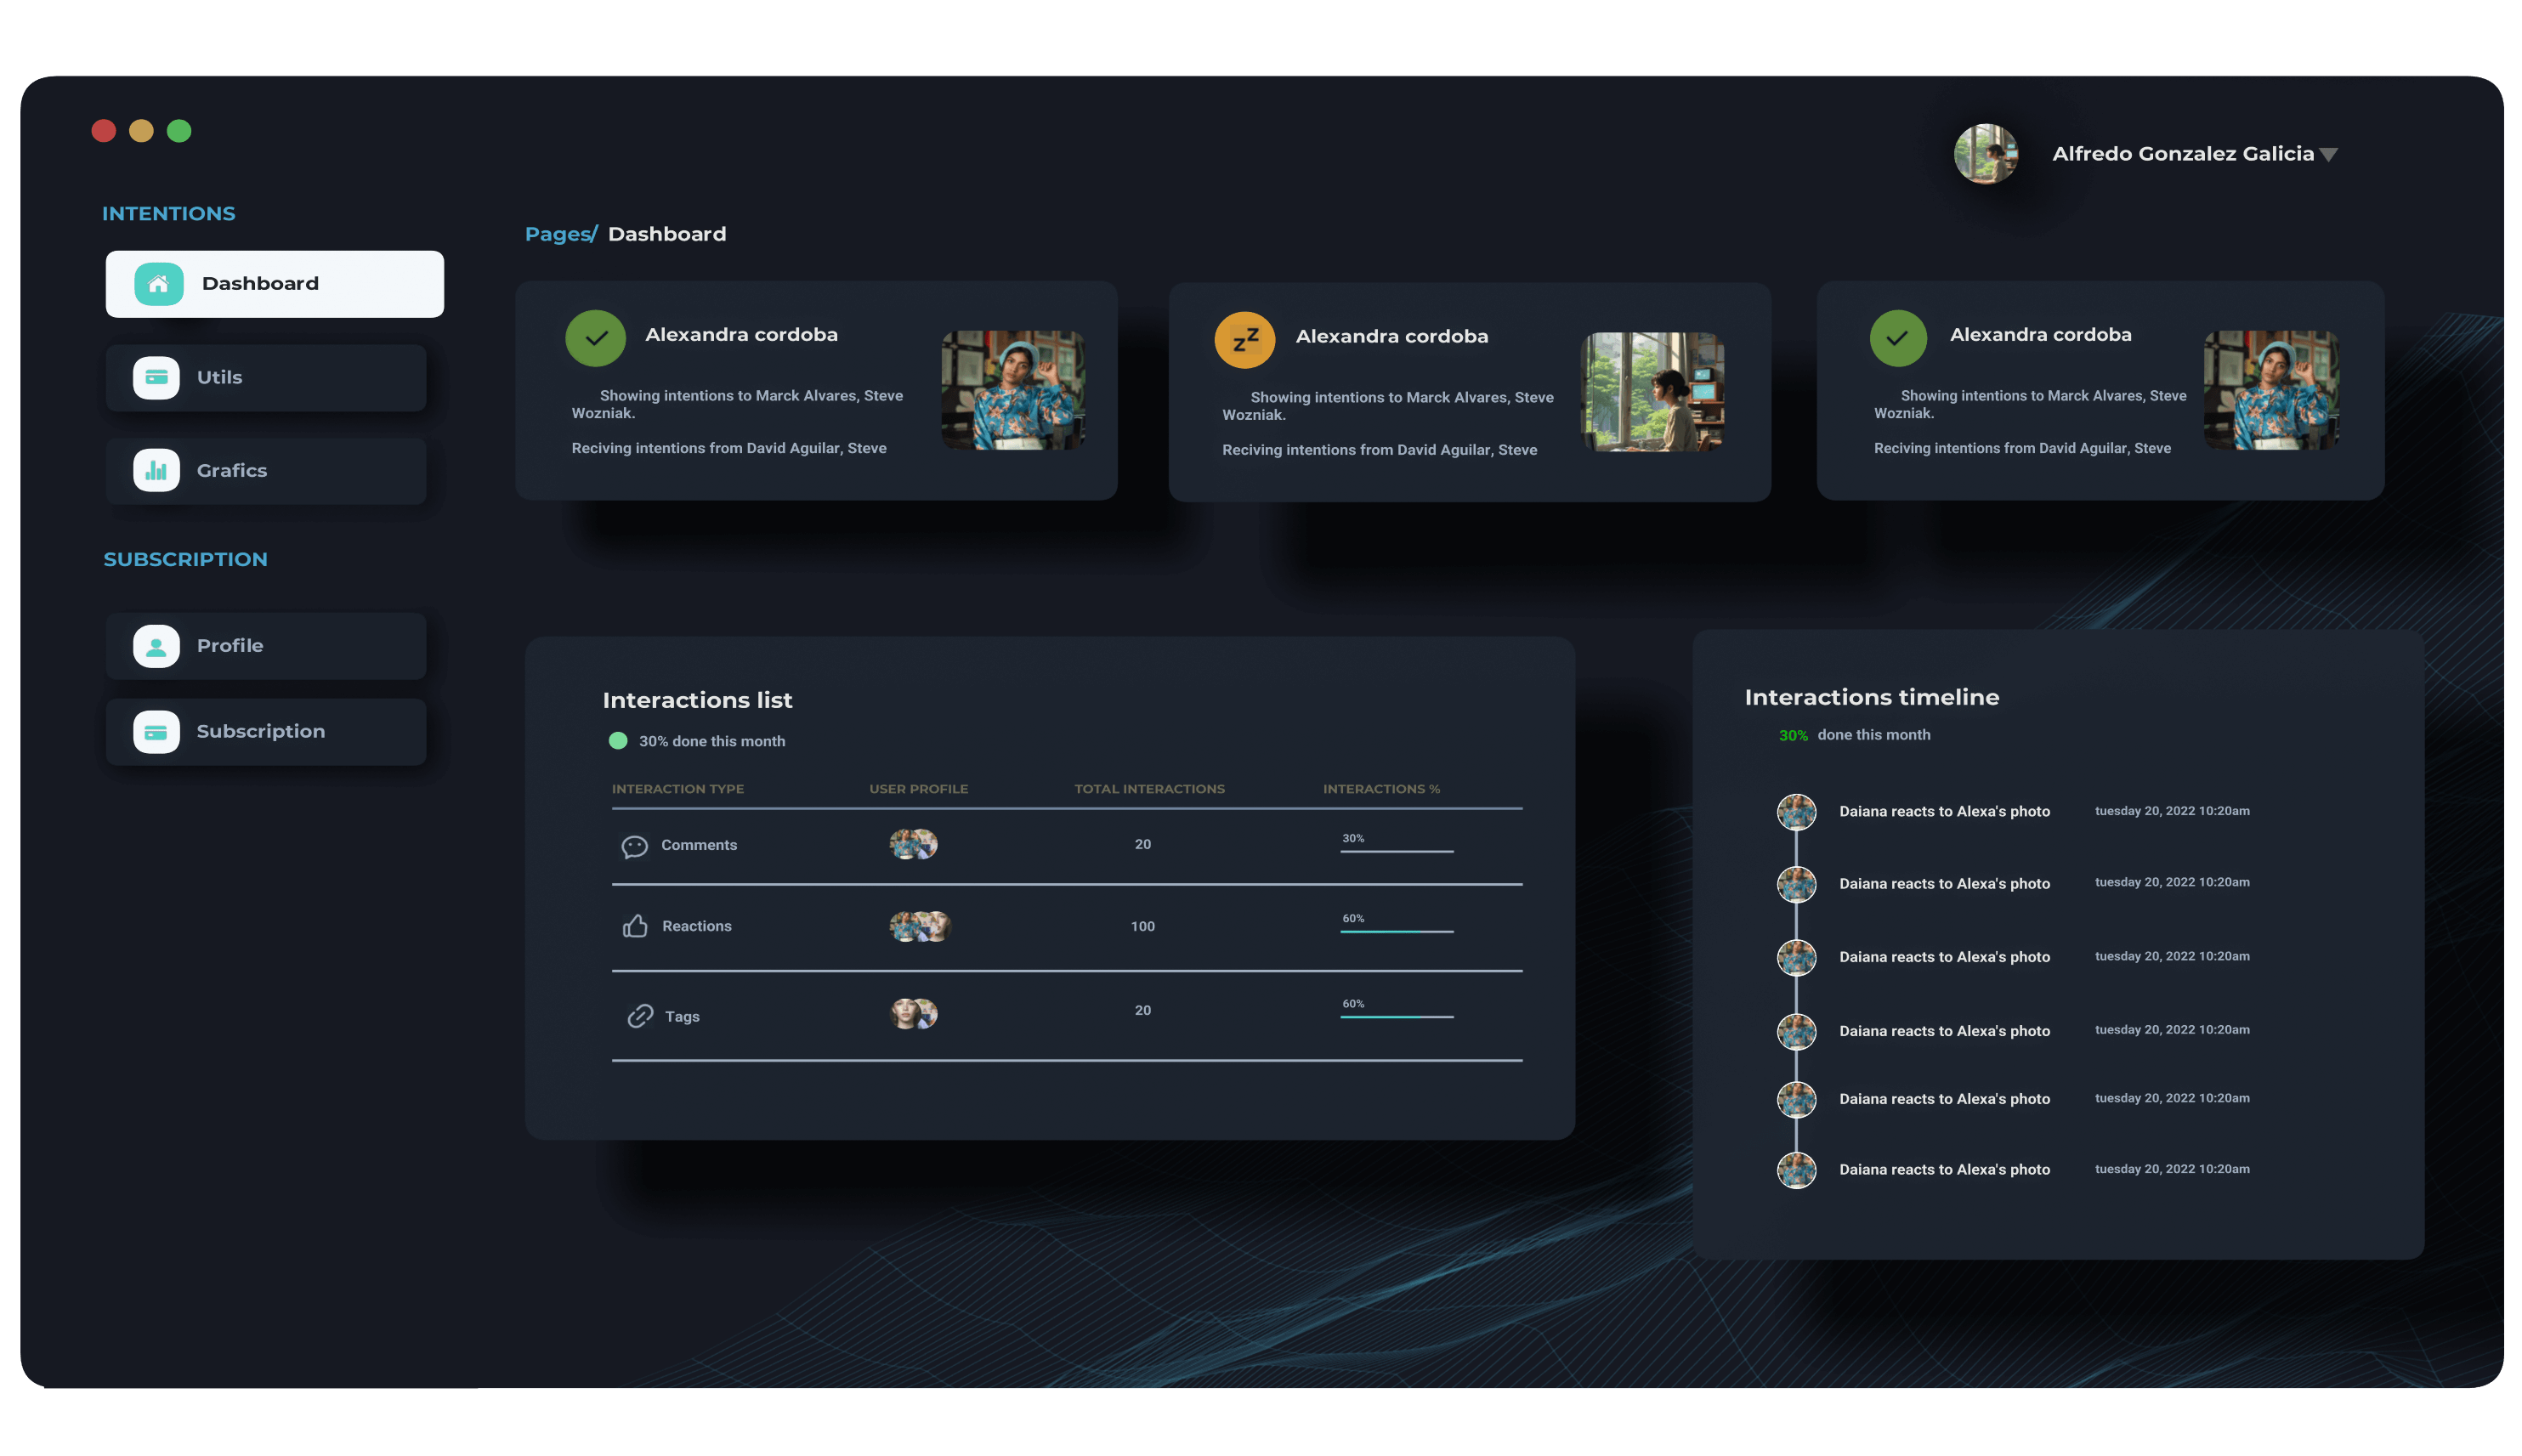 Alfredo Gonzalez Galicia
INTENTIONS
Dashboard
Utils
Grafics
SUBSCRIPTION
Profile
Subscription
Pages/ Dashboard
Alexandra cordoba
Showing intentions to Marck Alvares, Steve
Wozniak.
Reciving intentions from David Aguilar, Steve
zZ
Alexandra cordoba
Showing intentions to Marck Alvares, Steve
Wozniak.
Reciving intentions from David Aguilar, Steve
Alexandra cordoba
Showing intentions to Marck Alvares, Steve
Wozniak.
Reciving intentions from David Aguilar, Steve
Interactions list
30% done this month
INTERACTION TYPE USER PROFILE TOTAL INTERACTIONS INTERACTIONS %
Comments 20 30%
Reactions 100 60%
Tags 20 60%
Interactions timeline
30% done this month
Daiana reacts to Alexa's photo tuesday 20, 2022 10:20am
Daiana reacts to Alexa's photo tuesday 20, 2022 10:20am
Daiana reacts to Alexa's photo tuesday 20, 2022 10:20am
Daiana reacts to Alexa's photo tuesday 20, 2022 10:20am
Daiana reacts to Alexa's photo tuesday 20, 2022 10:20am
Daiana reacts to Alexa's photo tuesday 20, 2022 10:20am